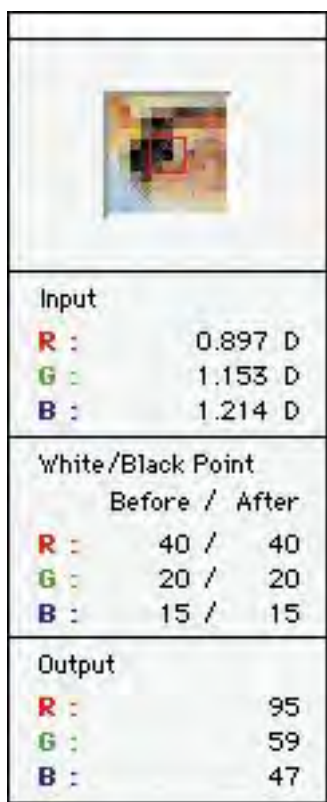 Input
R : 0.897 D
G : 1.153 D
B : 1.214 D
White/Black Point
Before / After
R : 40 / 40
G : 20 / 20
B : 15 / 15
Output
R : 95
G : 59
B : 47